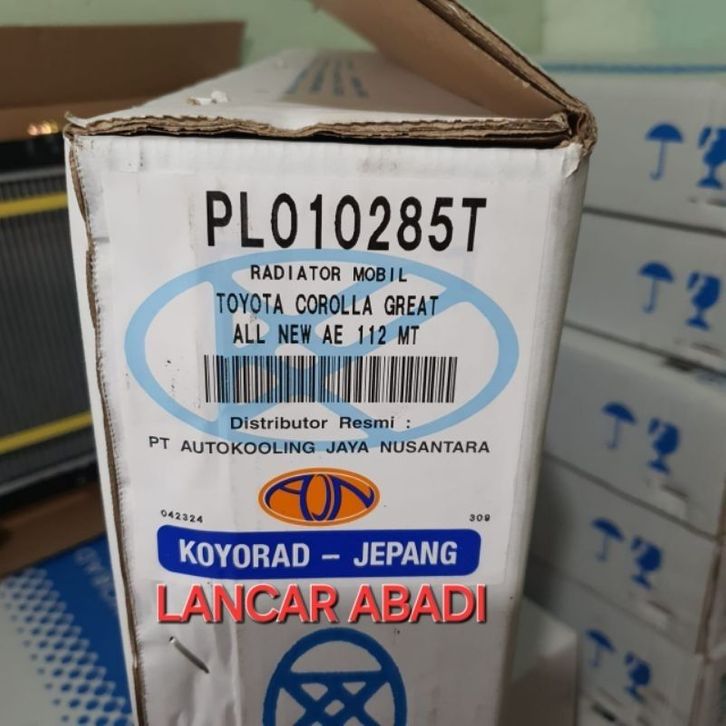 PL010285T
RADIATOR MOBIL
TOYOTA COROLLA GREAT
ALL NEW AE 112 MT
Distributor Resmi :
PT AUTOKOOLING JAYA NUSANTARA
AJN
042324
309
KOYORAD – JEPANG
LANCAR ABADI